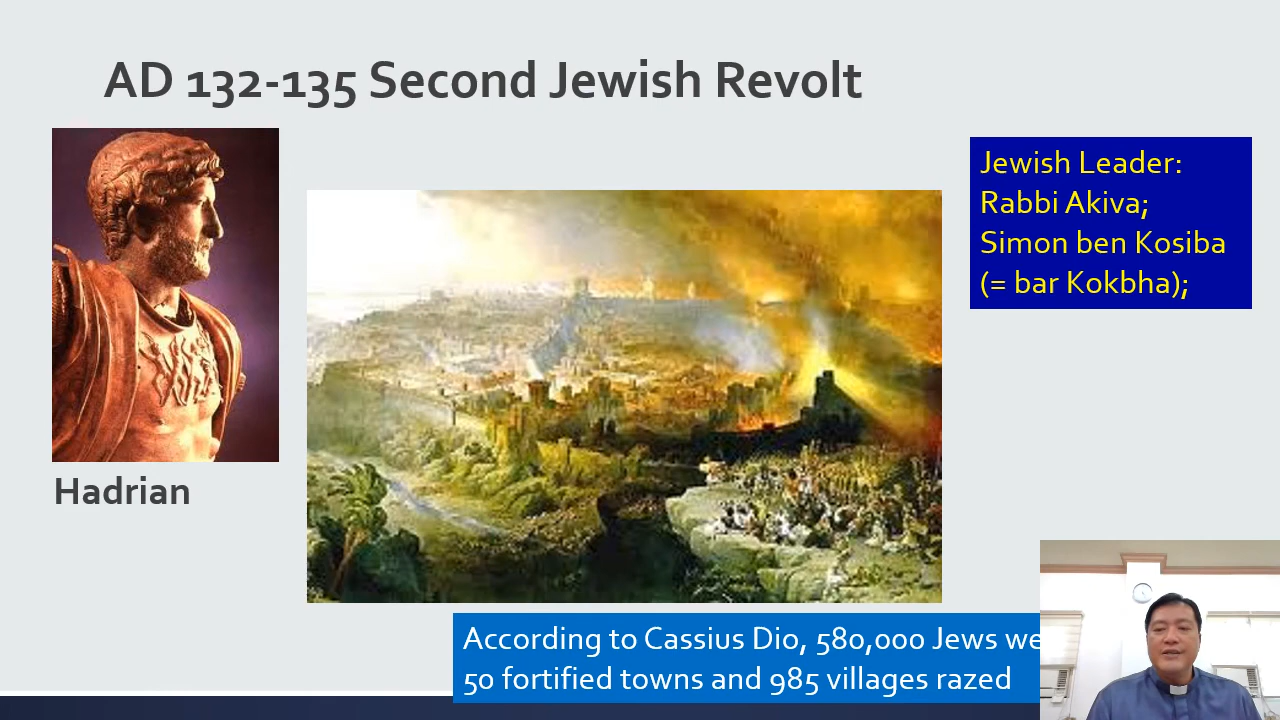 AD 132-135 Second Jewish Revolt
Jewish Leader:
Rabbi Akiva;
Simon ben Kosiba
(= bar Kokbha);
Hadrian
According to Cassius Dio, 580,000 Jews
50 fortified towns and 985 villages razed